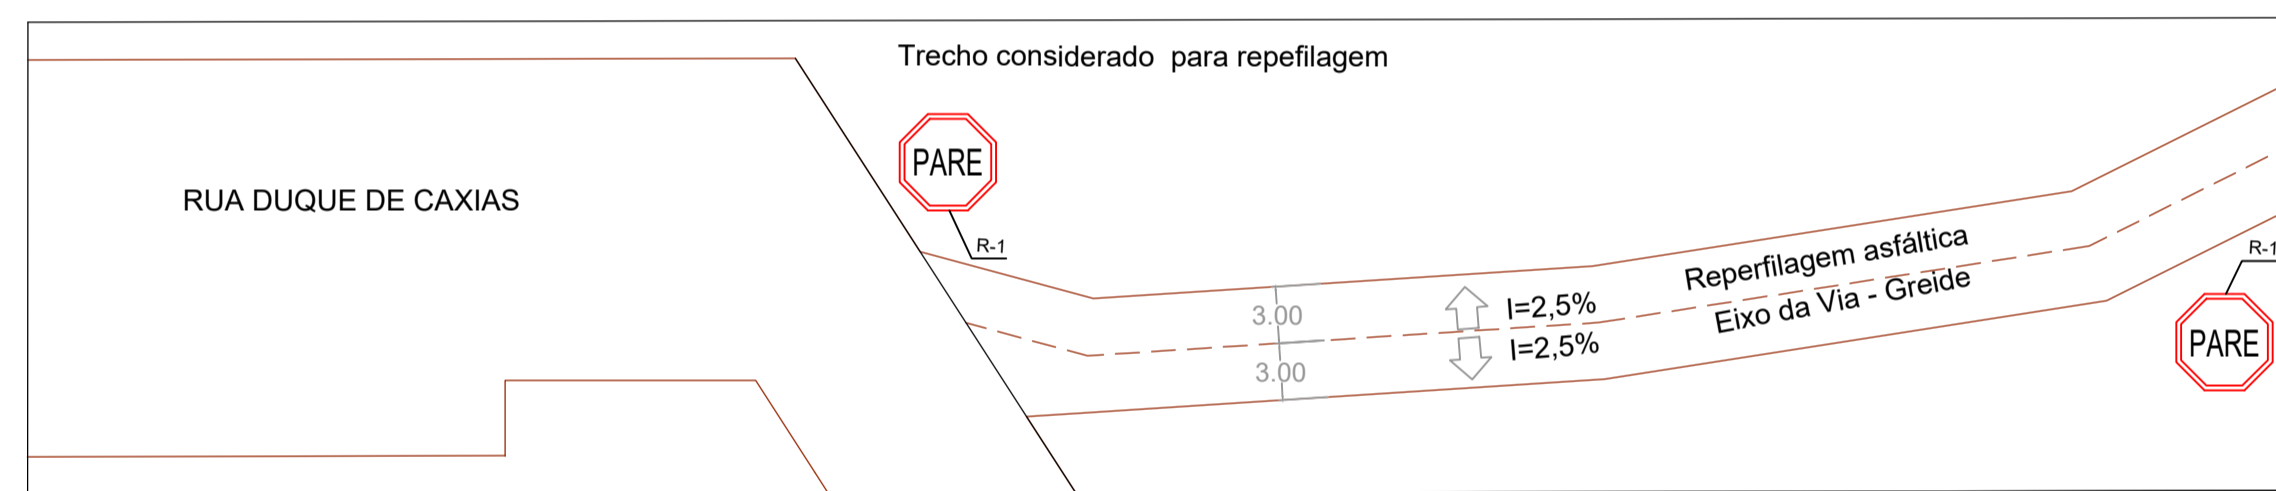 Trecho considerado para repefilagem
PARE
RUA DUQUE DE CAXIAS
R-1
Reperfilagem asfáltica
R-1
Eixo da Via - Greide
3.00
I=2,5%
PARE
I=2,5%
3.00